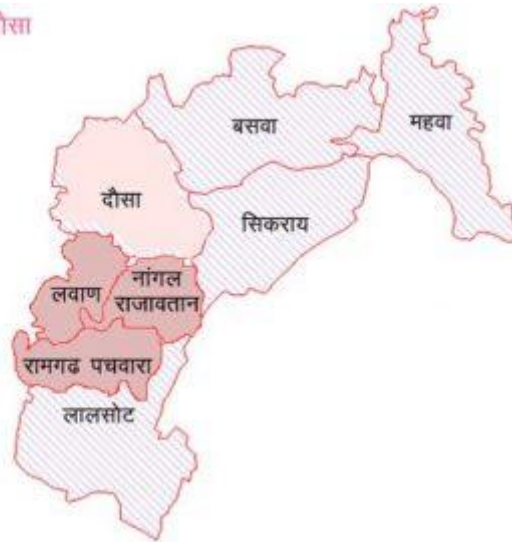 बसवा
महवा
दौसा
सिकराय
लवाण
नांगल
राजावतान
रामगढ पचवारा
लालसोट